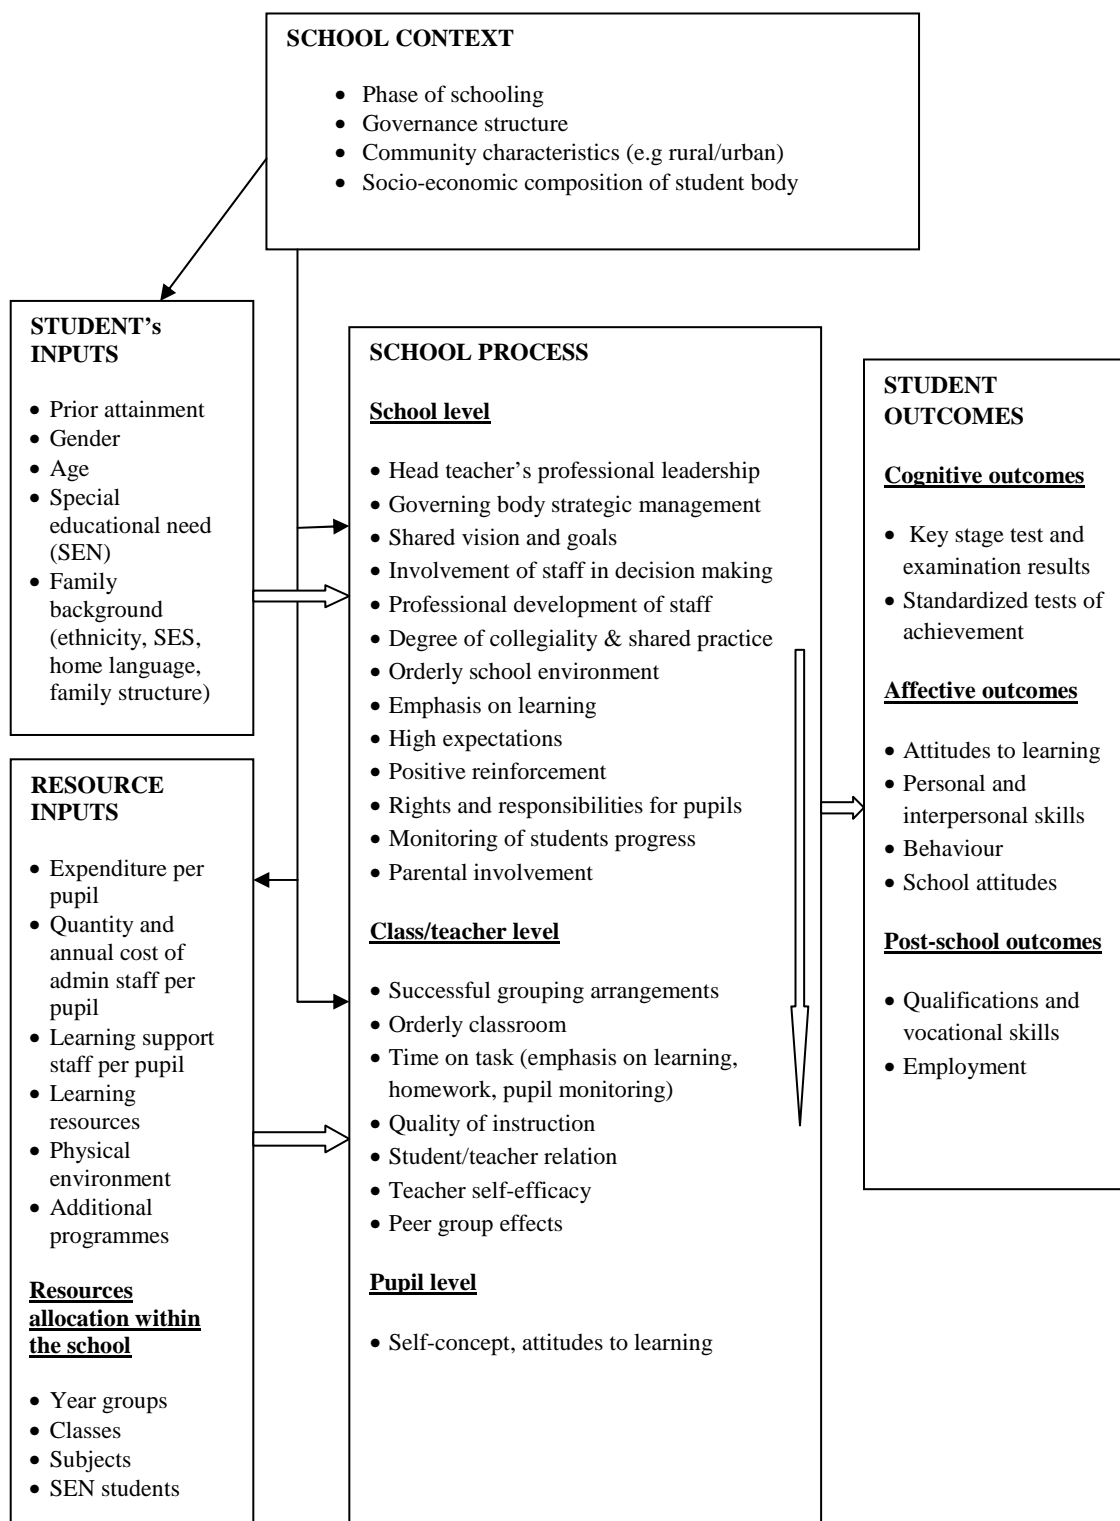 SCHOOL CONTEXT
• Phase of schooling
• Governance structure
• Community characteristics (e.g rural/urban)
• Socio-economic composition of student body
STUDENT's
INPUTS
• Prior attainment
• Gender
• Age
• Special
educational need
(SEN)
• Family
background
(ethnicity, SES,
home language,
family structure)
RESOURCE
INPUTS
• Expenditure per
pupil
• Quantity and
annual cost of
admin staff per
pupil
• Learning support
staff per pupil
• Learning
resources
• Physical
environment
• Additional
programmes
Resources
allocation within
the school
• Year groups
• Classes
• Subjects
• SEN students
SCHOOL PROCESS
School level
• Head teacher’s professional leadership
• Governing body strategic management
• Shared vision and goals
• Involvement of staff in decision making
• Professional development of staff
• Degree of collegiality & shared practice
• Orderly school environment
• Emphasis on learning
• High expectations
• Positive reinforcement
• Rights and responsibilities for pupils
• Monitoring of students progress
• Parental involvement
Class/teacher level
• Successful grouping arrangements
• Orderly classroom
• Time on task (emphasis on learning,
homework, pupil monitoring)
• Quality of instruction
• Student/teacher relation
• Teacher self-efficacy
• Peer group effects
Pupil level
• Self-concept, attitudes to learning
STUDENT
OUTCOMES
Cognitive outcomes
• Key stage test and
examination results
• Standardized tests of
achievement
Affective outcomes
• Attitudes to learning
• Personal and
interpersonal skills
• Behaviour
• School attitudes
Post-school outcomes
• Qualifications and
vocational skills
• Employment